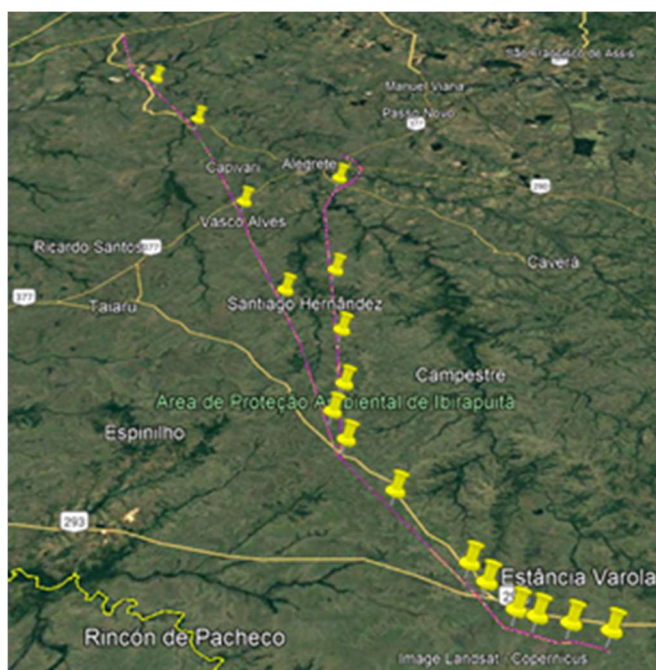 São Francisco de Assis
Manuel Viana
Passo Novo
377
Capivari
Alegrete
290
Vasco Alves
Ricardo Santos
377
Caverá
377
Santiago Hernández
Taiaru
Campestre
Área de Proteção Ambiental de Ibirapuitã
Espinilho
293
Estância Varola
Rincón de Pacheco
Image Landsat / Copernicus